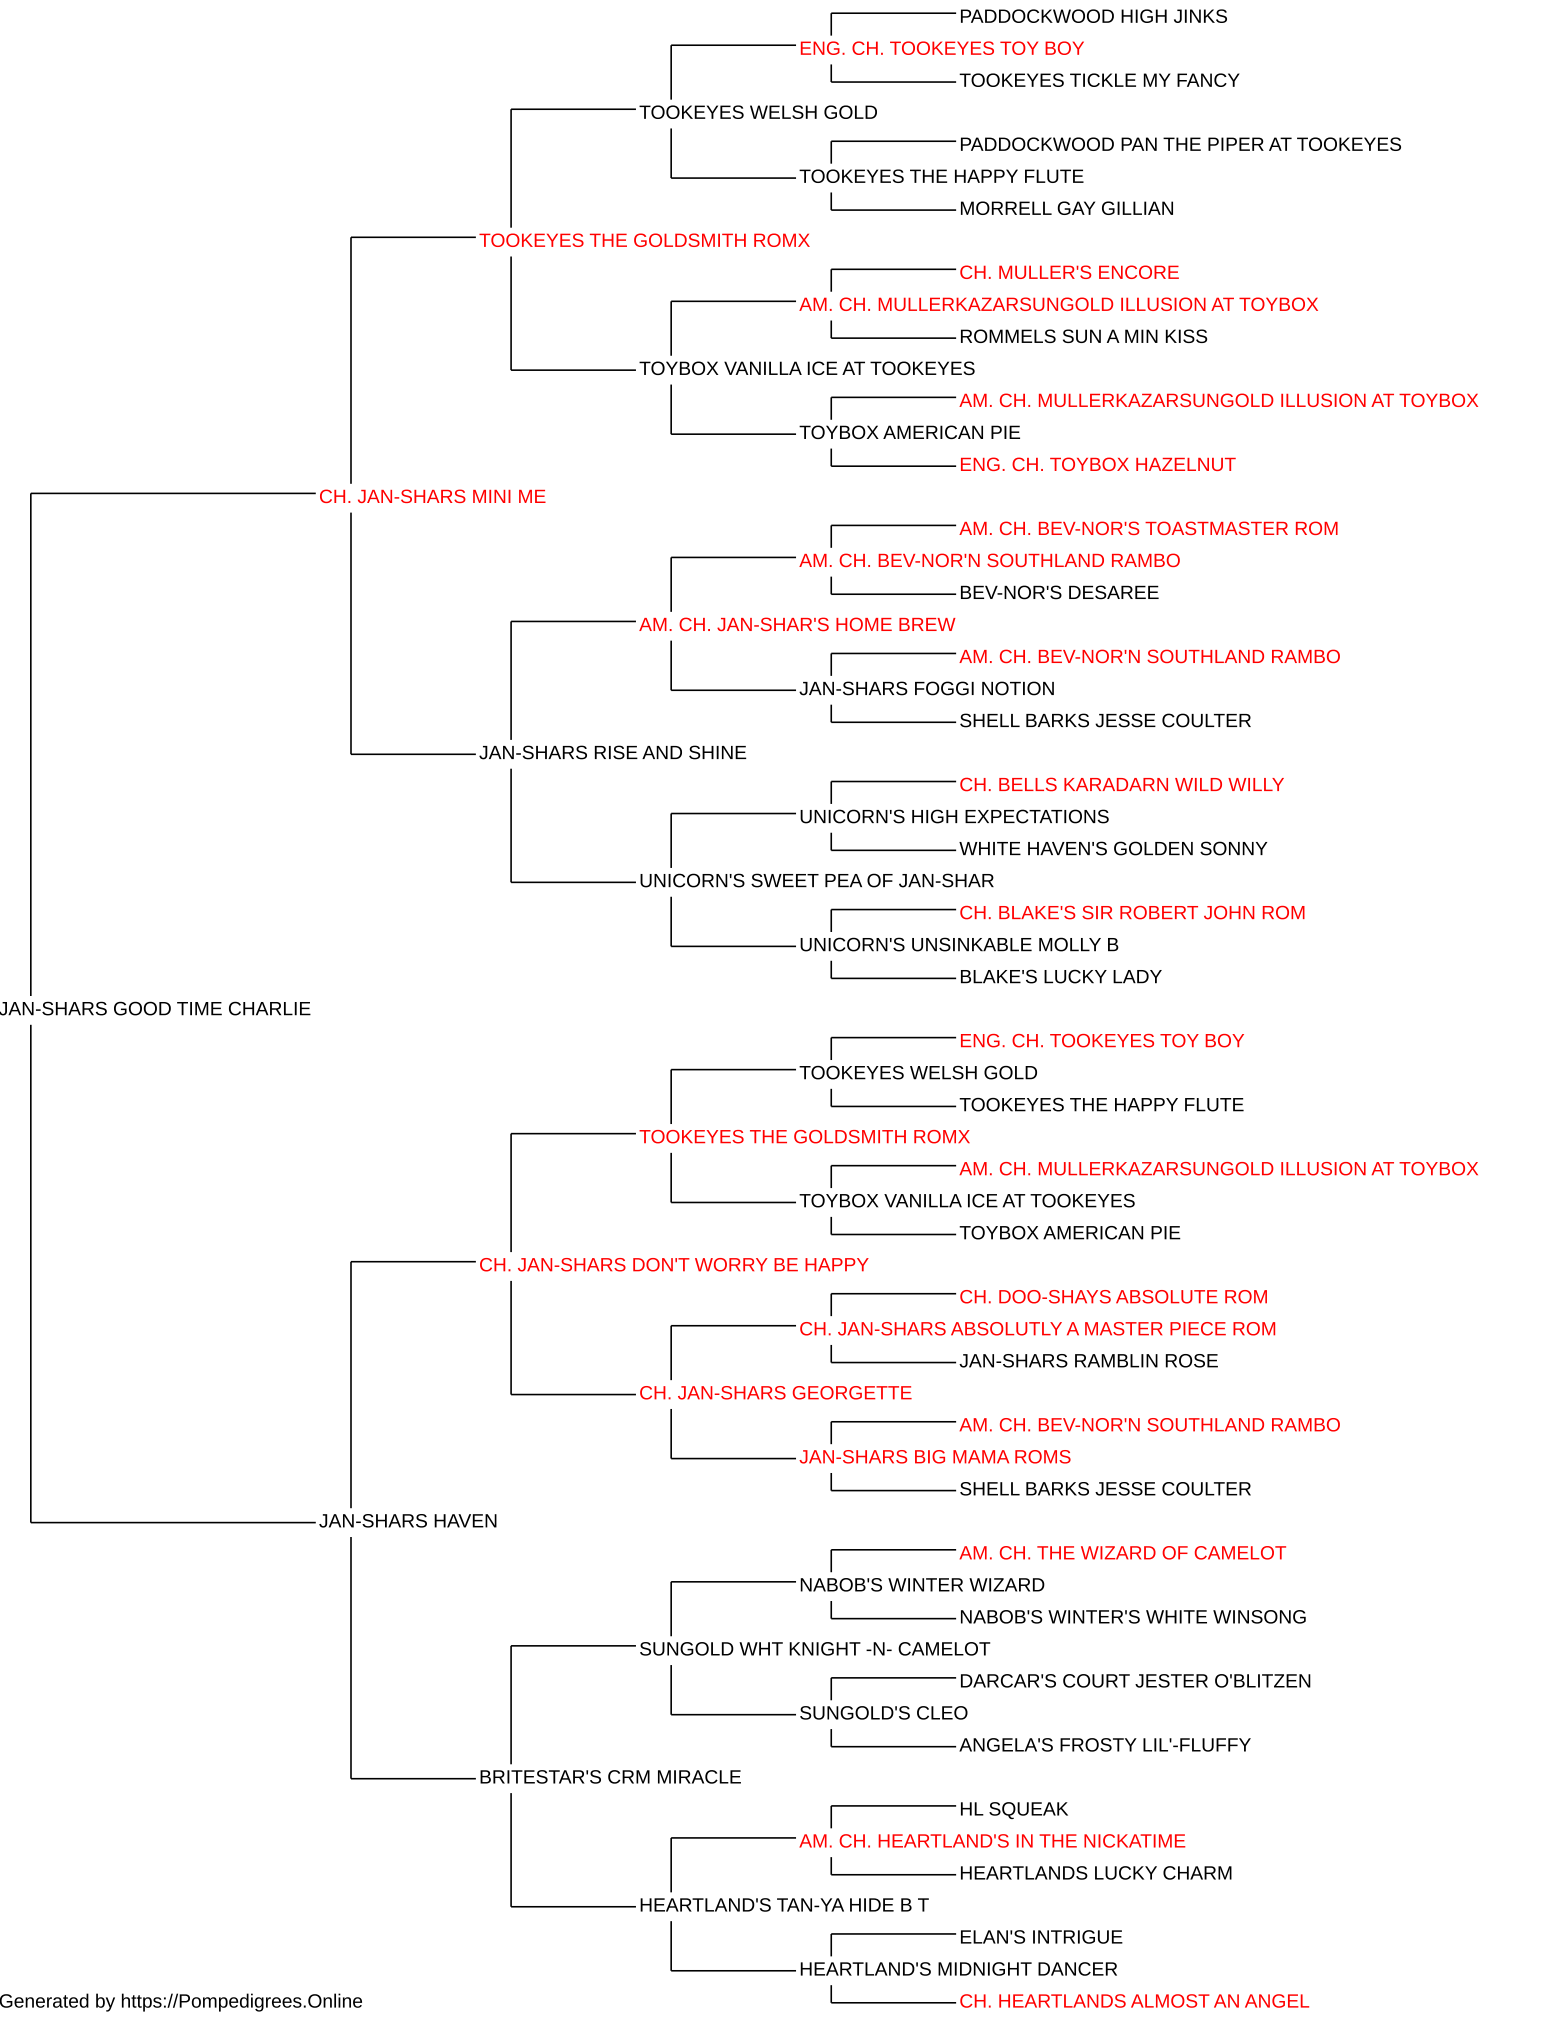 PADDOCKWOOD HIGH JINKS
ENG. CH. TOOKEYES TOY BOY
TOOKEYES TICKLE MY FANCY
TOOKEYES WELSH GOLD
PADDOCKWOOD PAN THE PIPER AT TOOKEYES
TOOKEYES THE HAPPY FLUTE
MORRELL GAY GILLIAN
TOOKEYES THE GOLDSMITH ROMX
CH. MULLER'S ENCORE
AM. CH. MULLERKAZARSUNGOLD ILLUSION AT TOYBOX
ROMMELS SUN A MIN KISS
TOYBOX VANILLA ICE AT TOOKEYES
AM. CH. MULLERKAZARSUNGOLD ILLUSION AT TOYBOX
TOYBOX AMERICAN PIE
ENG. CH. TOYBOX HAZELNUT
CH. JAN-SHARS MINI ME
AM. CH. BEV-NOR'S TOASTMASTER ROM
AM. CH. BEV-NOR'N SOUTHLAND RAMBO
BEV-NOR'S DESAREE
AM. CH. JAN-SHAR'S HOME BREW
AM. CH. BEV-NOR'N SOUTHLAND RAMBO
JAN-SHARS FOGGI NOTION
SHELL BARKS JESSE COULTER
JAN-SHARS RISE AND SHINE
CH. BELLS KARADARN WILD WILLY
UNICORN'S HIGH EXPECTATIONS
WHITE HAVEN'S GOLDEN SONNY
UNICORN'S SWEET PEA OF JAN-SHAR
CH. BLAKE'S SIR ROBERT JOHN ROM
UNICORN'S UNSINKABLE MOLLY B
BLAKE'S LUCKY LADY
JAN-SHARS GOOD TIME CHARLIE
ENG. CH. TOOKEYES TOY BOY
TOOKEYES WELSH GOLD
TOOKEYES THE HAPPY FLUTE
TOOKEYES THE GOLDSMITH ROMX
AM. CH. MULLERKAZARSUNGOLD ILLUSION AT TOYBOX
TOYBOX VANILLA ICE AT TOOKEYES
TOYBOX AMERICAN PIE
CH. JAN-SHARS DON'T WORRY BE HAPPY
CH. DOO-SHAYS ABSOLUTE ROM
CH. JAN-SHARS ABSOLUTLY A MASTER PIECE ROM
JAN-SHARS RAMBLIN ROSE
CH. JAN-SHARS GEORGETTE
AM. CH. BEV-NOR'N SOUTHLAND RAMBO
JAN-SHARS BIG MAMA ROMS
SHELL BARKS JESSE COULTER
JAN-SHARS HAVEN
AM. CH. THE WIZARD OF CAMELOT
NABOB'S WINTER WIZARD
NABOB'S WINTER'S WHITE WINSONG
SUNGOLD WHT KNIGHT -N- CAMELOT
DARCAR'S COURT JESTER O'BLITZEN
SUNGOLD'S CLEO
ANGELA'S FROSTY LIL'-FLUFFY
BRITESTAR'S CRM MIRACLE
HL SQUEAK
AM. CH. HEARTLAND'S IN THE NICKATIME
HEARTLANDS LUCKY CHARM
HEARTLAND'S TAN-YA HIDE B T
ELAN'S INTRIGUE
HEARTLAND'S MIDNIGHT DANCER
CH. HEARTLANDS ALMOST AN ANGEL
Generated by https://Pompedigrees.Online